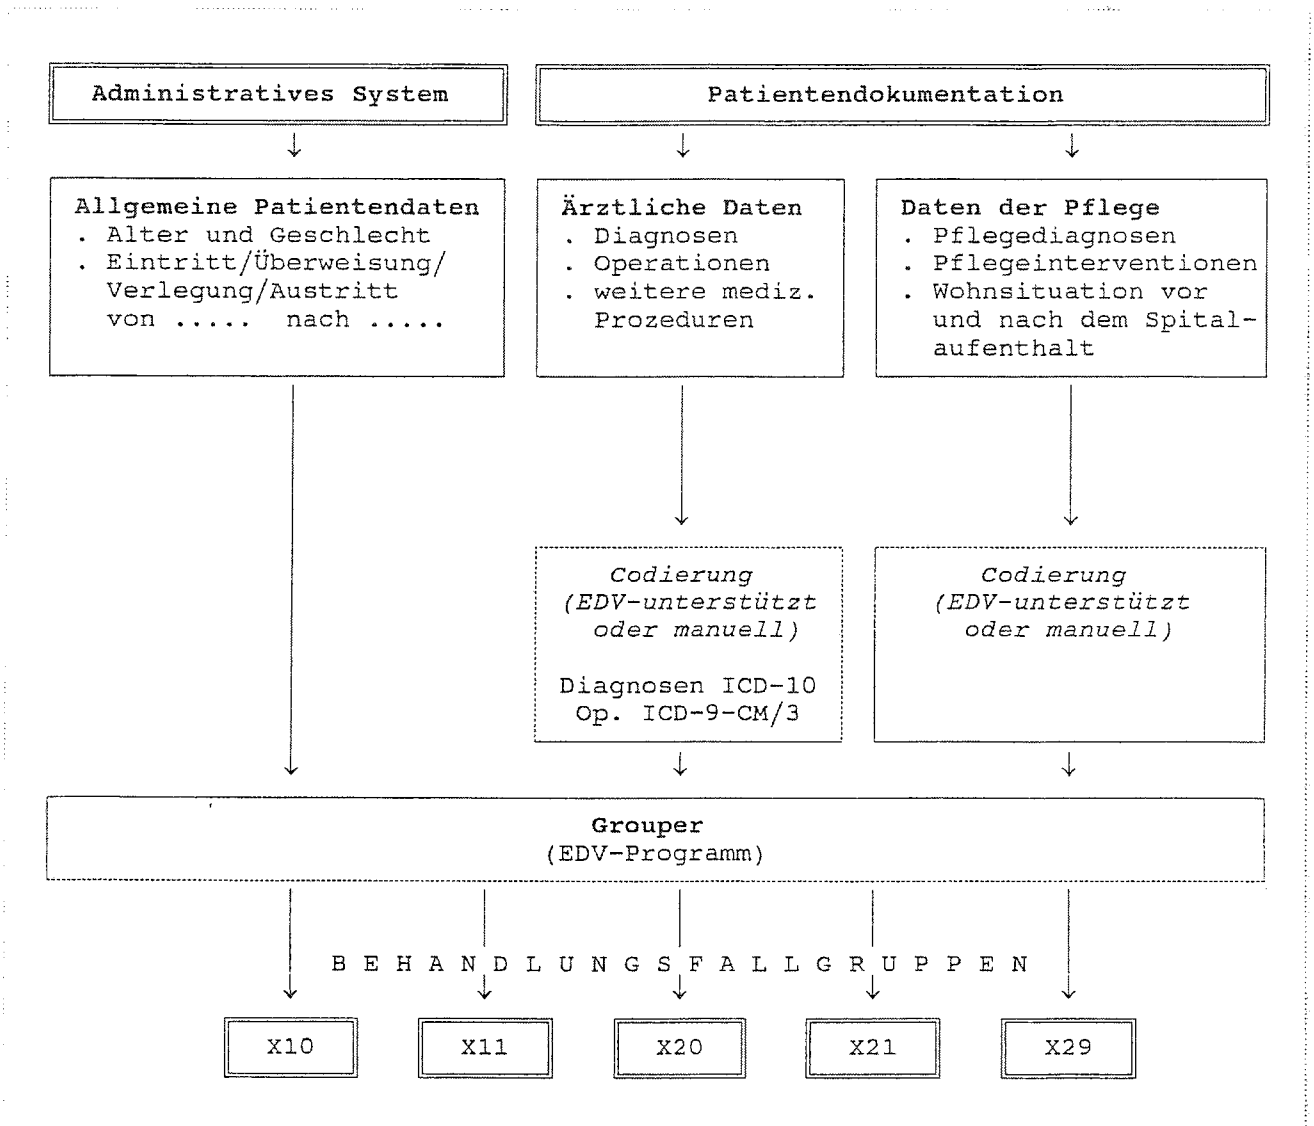 Administratives System
Patientendokumentation
Allgemeine Patientendaten
. Alter und Geschlecht
. Eintritt/Überweisung/
Verlegung/Austritt
von ..... nach .....
Ärztliche Daten
. Diagnosen
. Operationen
. weitere mediz.
Prozeduren
Daten der Pflege
. Pflegediagnosen
. Pflegeinterventionen
. Wohnsituation vor
und nach dem Spital-
aufenthalt
Codierung
(EDV-unterstützt
oder manuell)
Diagnosen ICD-10
Op. ICD-9-CM/3
Codierung
(EDV-unterstützt
oder manuell)
Grouper
(EDV-Programm)
B E H A N D L U N G S F A L L G R U P P E N
X10
X11
X20
X21
X29